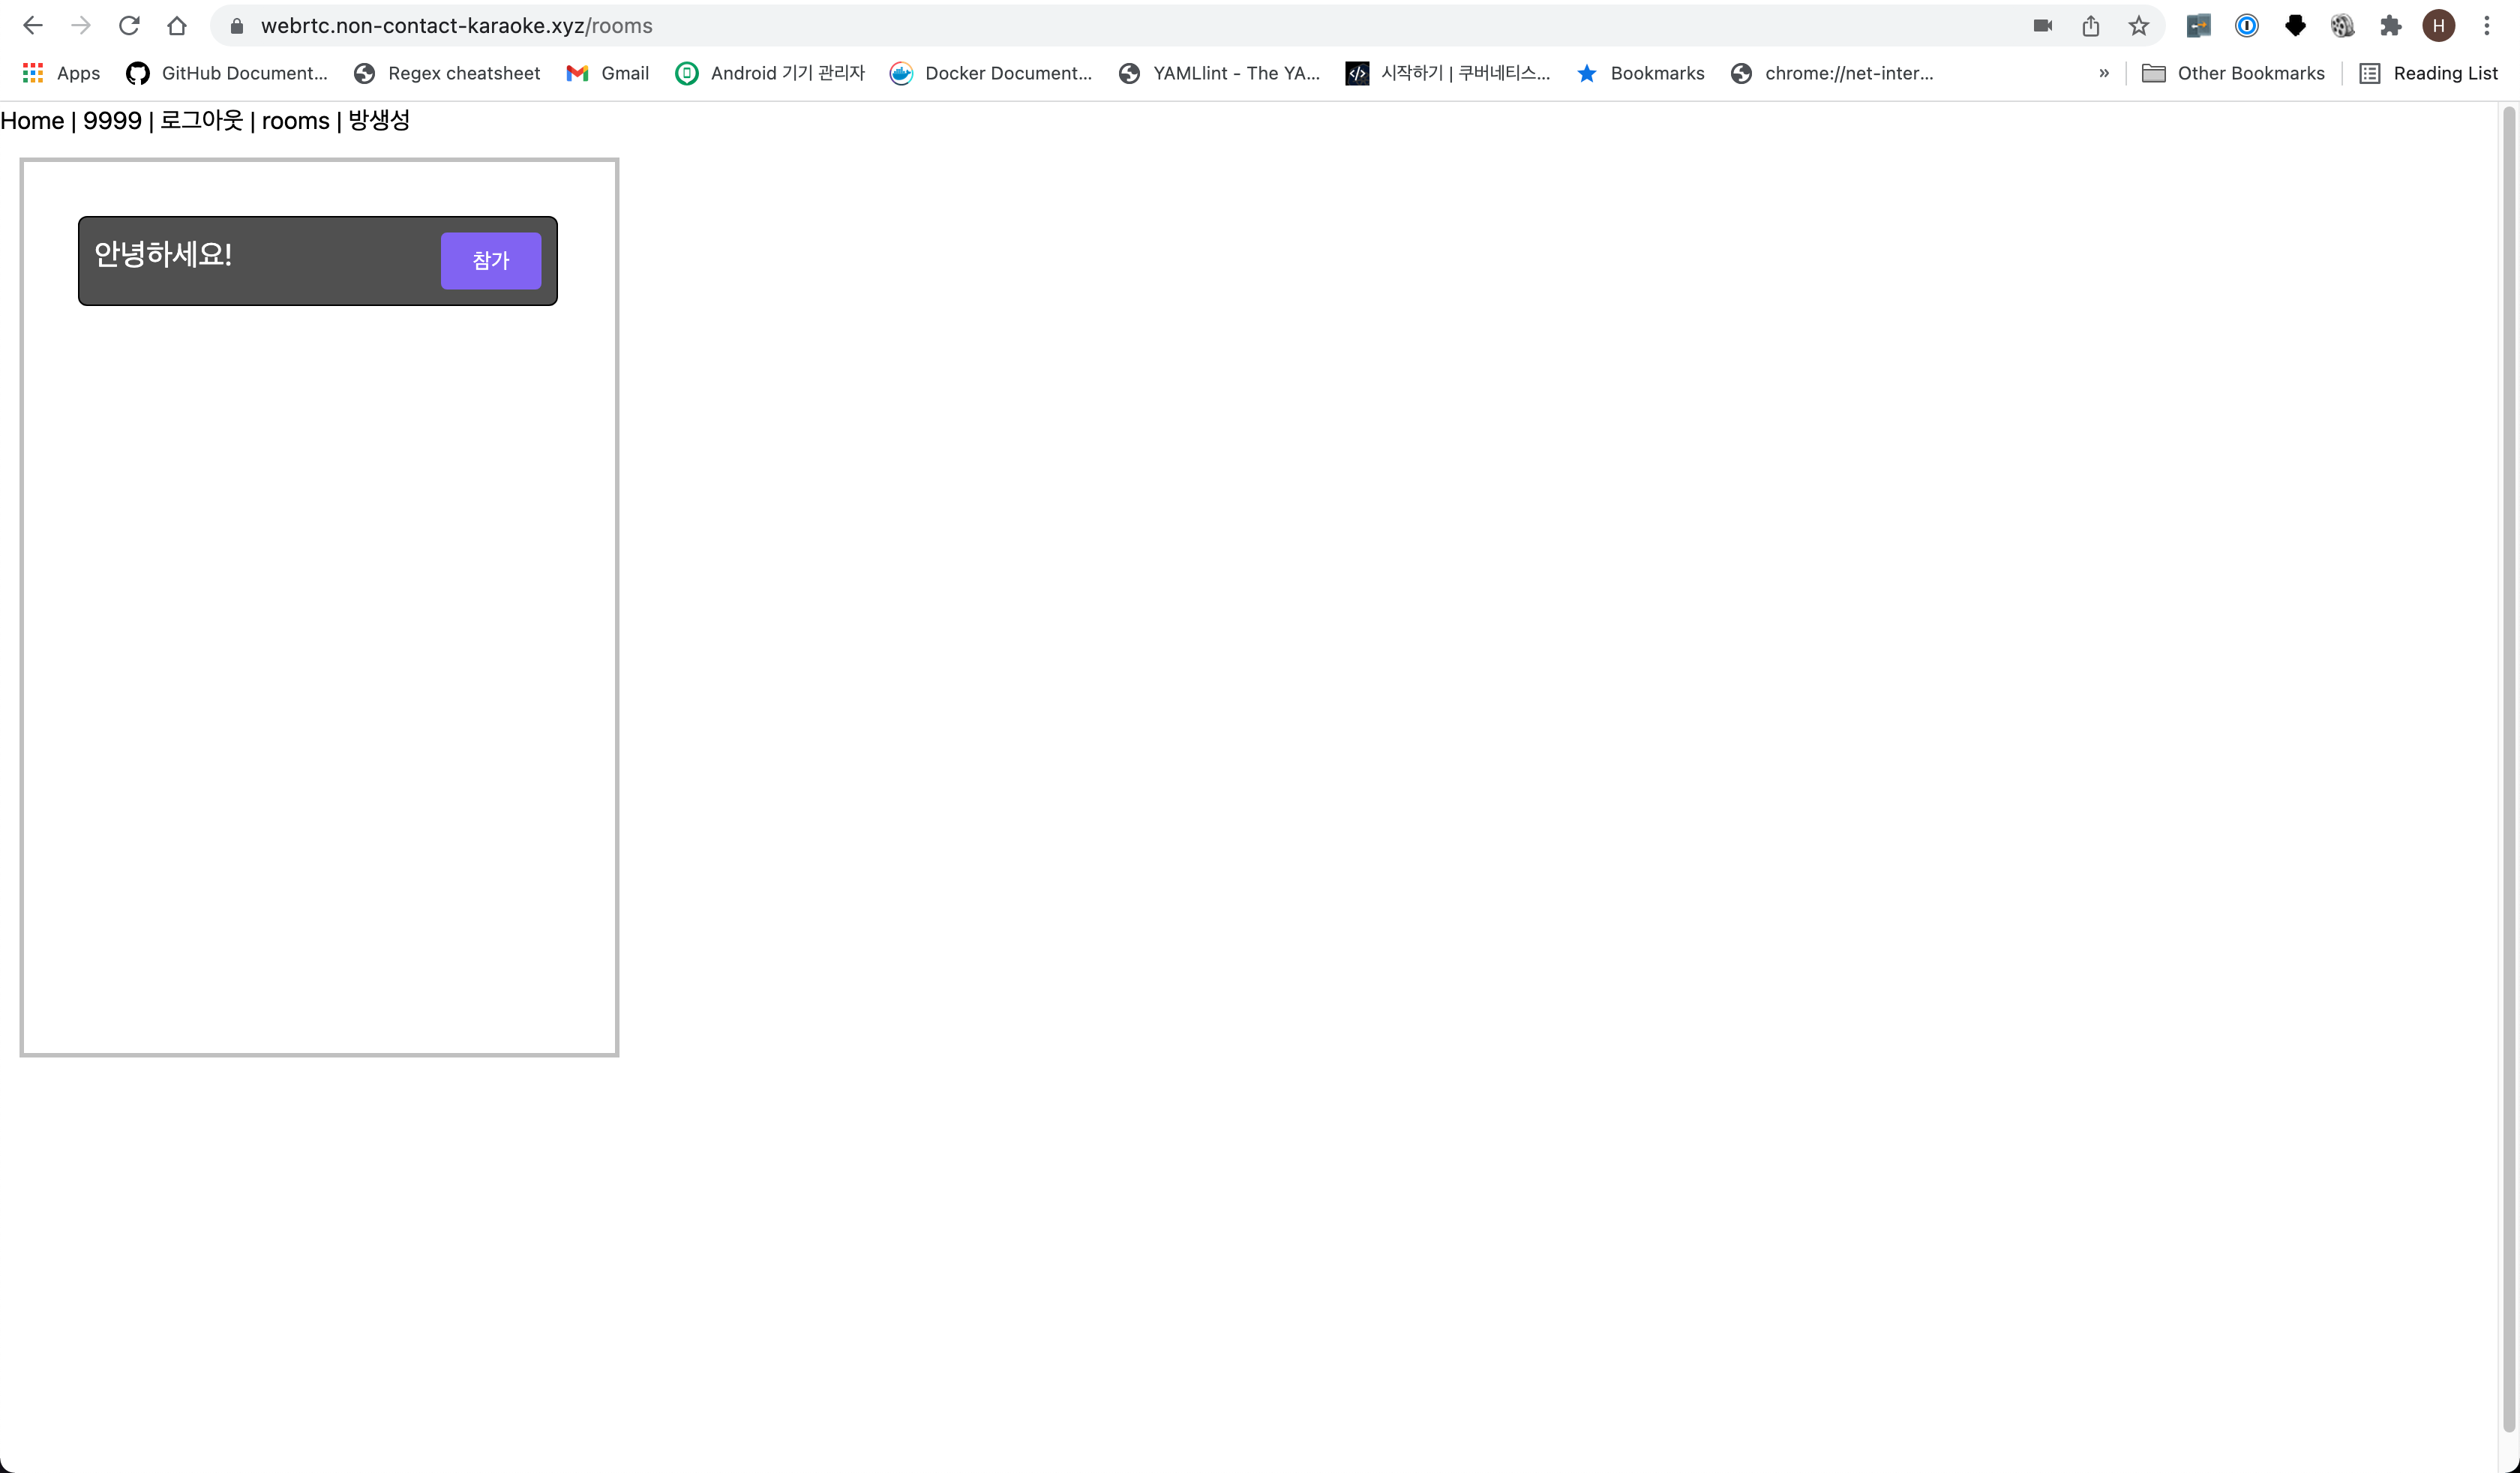 webrtc.non-contact-karaoke.xyz/rooms
H
Apps GitHub Document... Regex cheatsheet Gmail Android 기기 관리자 Docker Document... YAMLlint - The YA... 시작하기 | 쿠버네티스... Bookmarks chrome://net-inter... » Other Bookmarks Reading List
Home | 9999 | 로그아웃 | rooms | 방생성
안녕하세요! 참가